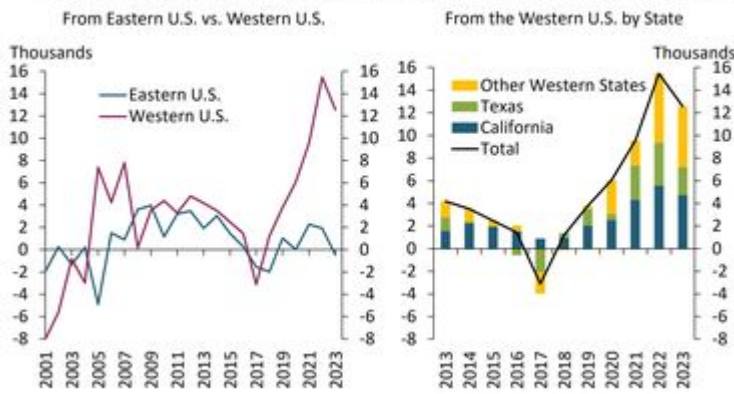 From Eastern U.S. vs. Western U.S.
Thousands
16 16
14 14
12 12
10 10
8 8
6 6
4 4
2 2
0 0
-2 -2
-4 -4
-6 -6
-8 -8
Eastern U.S.
Western U.S.
2001 2003 2005 2007 2009 2011 2013 2015 2017 2019 2021 2023
From the Western U.S. by State
Thousands
16 16
14 14
12 12
10 10
8 8
6 6
4 4
2 2
0 0
-2 -2
-4 -4
-6 -6
-8 -8
Other Western States
Texas
California
Total
2013 2014 2015 2016 2017 2018 2019 2020 2021 2022 2023